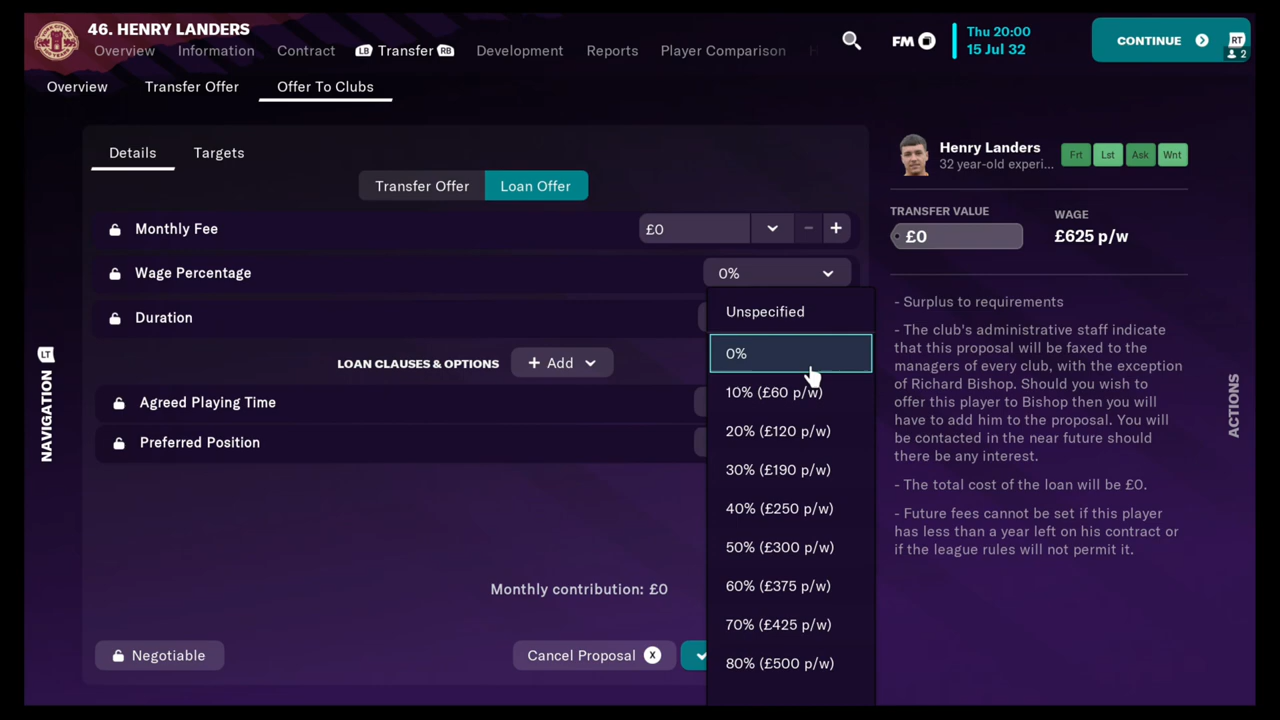 46. HENRY LANDERS
Overview
Information
Contract
LB Transfer RB
Development
Reports
Player Comparison
FM
Thu 20:00
15 Jul 32
CONTINUE
RT
2
Overview
Transfer Offer
Offer To Clubs
Details
Targets
Transfer Offer
Loan Offer
Monthly Fee
£0
Wage Percentage
0%
Duration
LOAN CLAUSES & OPTIONS
Add
Agreed Playing Time
Preferred Position
Unspecified
0%
10% (£60 p/w)
20% (£120 p/w)
30% (£190 p/w)
40% (£250 p/w)
50% (£300 p/w)
60% (£375 p/w)
70% (£425 p/w)
80% (£500 p/w)
Monthly contribution: £0
Negotiable
Cancel Proposal X
LT
NAVIGATION
Henry Landers
32 year-old experi...
Frt
Lst
Ask
Wnt
TRANSFER VALUE
£0
WAGE
£625 p/w
- Surplus to requirements
- The club's administrative staff indicate
that this proposal will be faxed to the
managers of every club, with the exception
of Richard Bishop. Should you wish to
offer this player to Bishop then you will
have to add him to the proposal. You will
be contacted in the near future should
there be any interest.
- The total cost of the loan will be £0.
- Future fees cannot be set if this player
has less than a year left on his contract or
if the league rules will not permit it.
ACTIONS